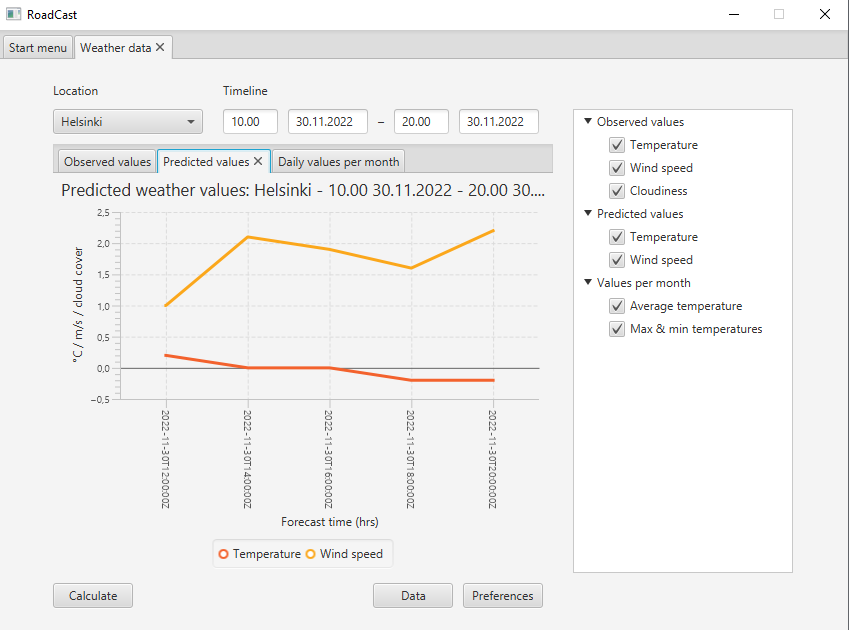 RoadCast
Start menu
Weather data
Location
Timeline
Helsinki
10.00
30.11.2022
–
20.00
30.11.2022
Observed values
Predicted values
Daily values per month
Predicted weather values: Helsinki - 10.00 30.11.2022 - 20.00 30....
°C / m/s / cloud cover
2,5
2,0
1,5
1,0
0,5
0,0
−0,5
2022-11-30T12:00:00Z
2022-11-30T14:00:00Z
2022-11-30T16:00:00Z
2022-11-30T18:00:00Z
2022-11-30T20:00:00Z
Forecast time (hrs)
Temperature
Wind speed
Calculate
Data
Preferences
Observed values
Temperature
Wind speed
Cloudiness
Predicted values
Temperature
Wind speed
Values per month
Average temperature
Max & min temperatures